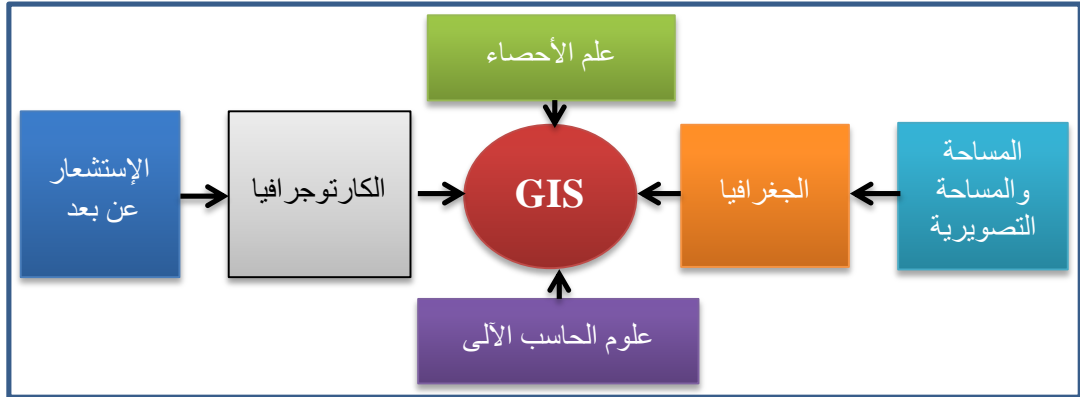 علم الأحصاء
المساحة
والمساحة
التصويرية
الجغرافيا
GIS
الكارتوجرافيا
الإستشعار
عن بعد
علوم الحاسب الآلى